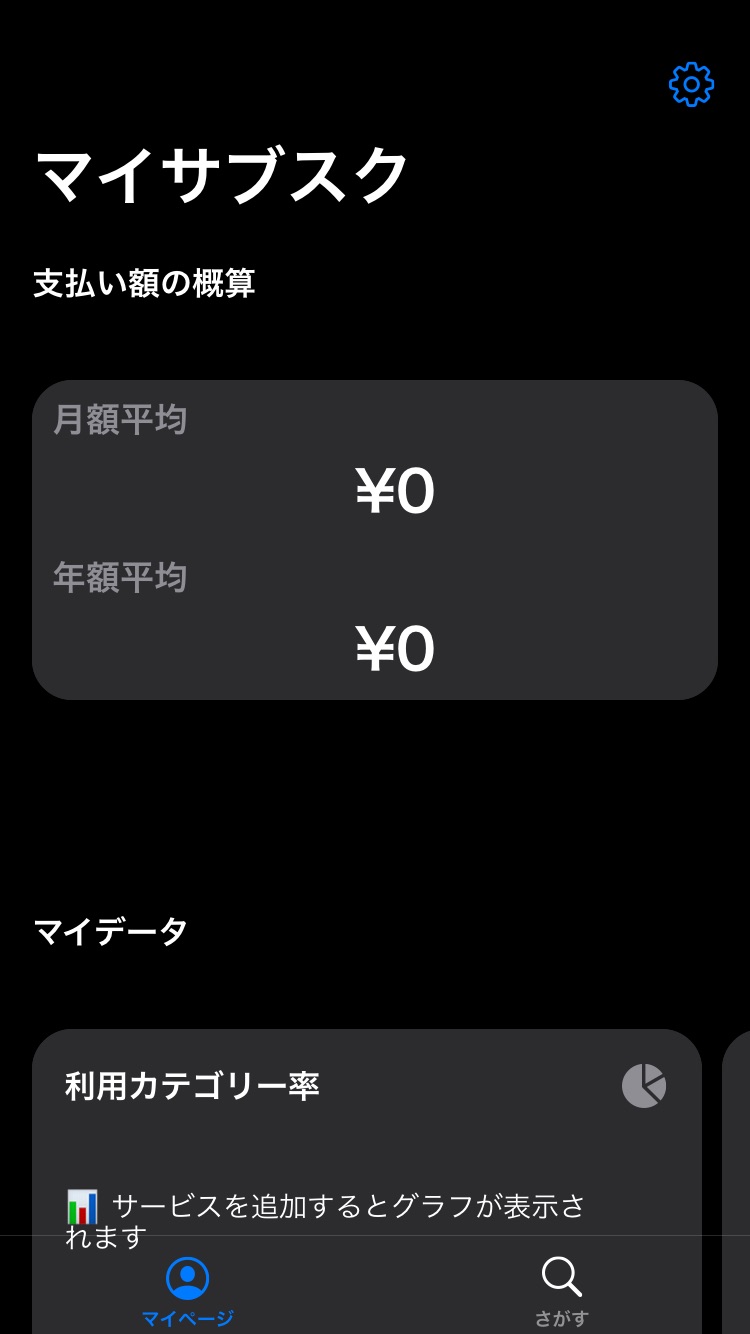 マイサブスク
支払い額の概算
月額平均
¥0
年額平均
¥0
マイデータ
利用カテゴリー率
📊 サービスを追加するとグラフが表示さ
れます
マイページ
さがす